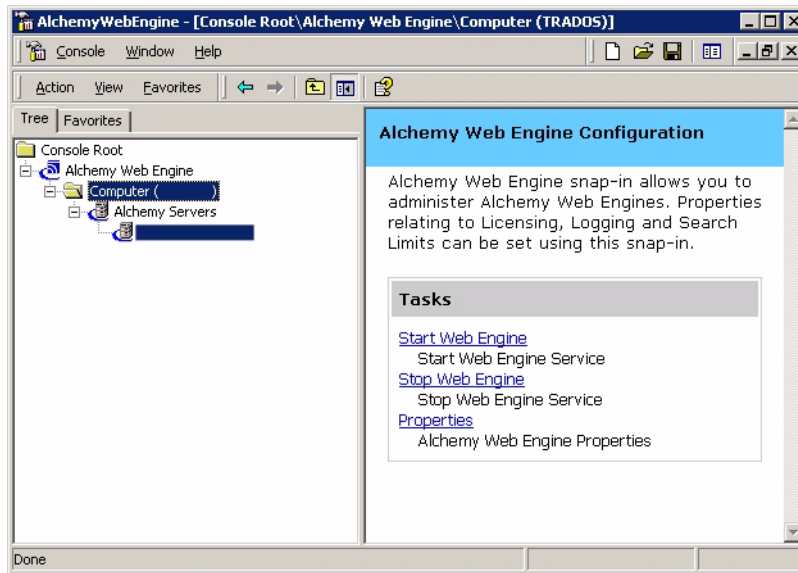 AlchemyWebEngine - [Console Root\Alchemy Web Engine\Computer (TRADOS)]
Console Window Help
Action View Favorites
Tree Favorites
Console Root
Alchemy Web Engine
Computer ( )
Alchemy Servers
Alchemy Web Engine Configuration
Alchemy Web Engine snap-in allows you to
administer Alchemy Web Engines. Properties
relating to Licensing, Logging and Search
Limits can be set using this snap-in.
Tasks
Start Web Engine
Start Web Engine Service
Stop Web Engine
Stop Web Engine Service
Properties
Alchemy Web Engine Properties
Done